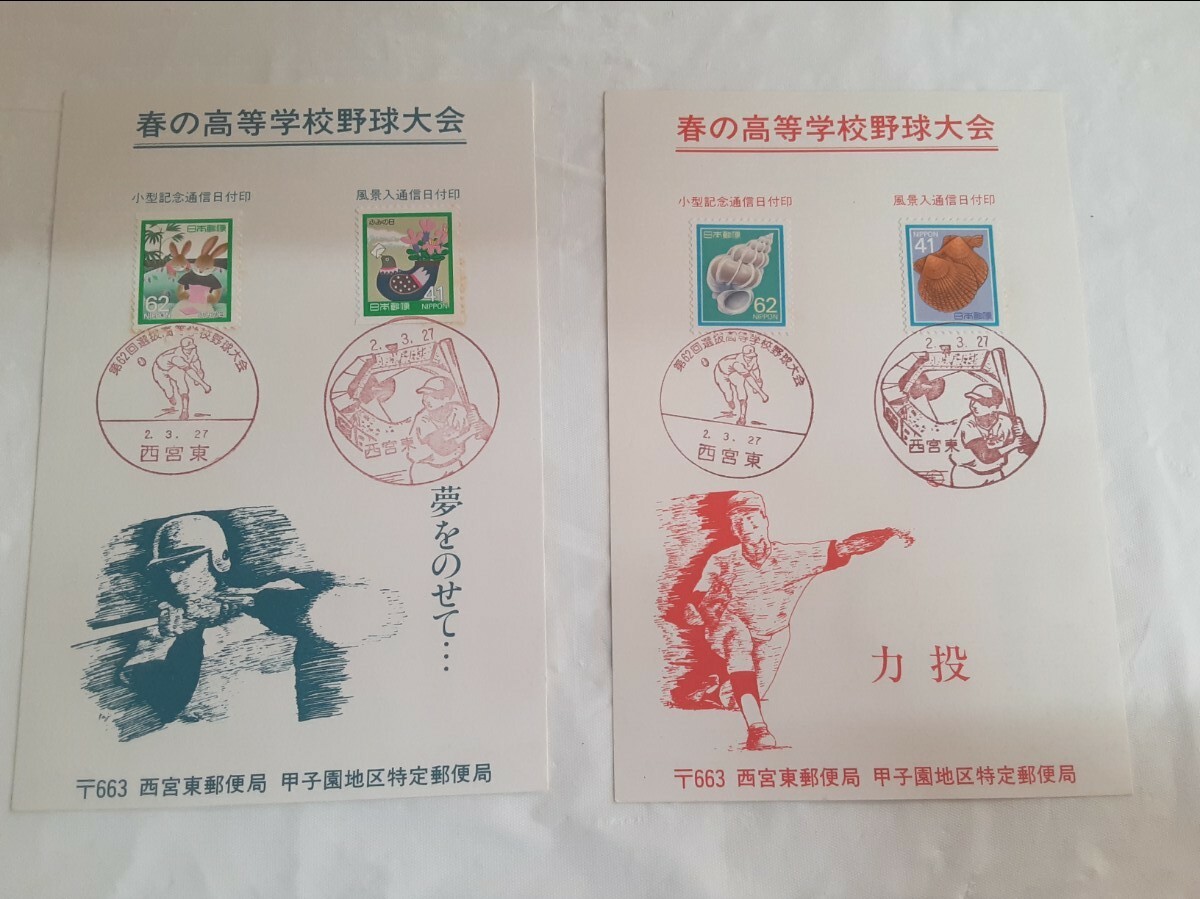 春の高等学校野球大会
小型記念通信日付印
風景入通信日付印
日本郵便
62
NIPPON
ふみの日
41
日本郵便
NIPPON
第62回選抜高等学校野球大会
2. 3. 27
西宮東
2. 3. 27
西宮東
夢をのせて…
〒663 西宮東郵便局 甲子園地区特定郵便局
春の高等学校野球大会
小型記念通信日付印
風景入通信日付印
日本郵便
62
NIPPON
NIPPON
41
日本郵便
第62回選抜高等学校野球大会
2. 3. 27
西宮東
2. 3. 27
西宮東
力投
〒663 西宮東郵便局 甲子園地区特定郵便局